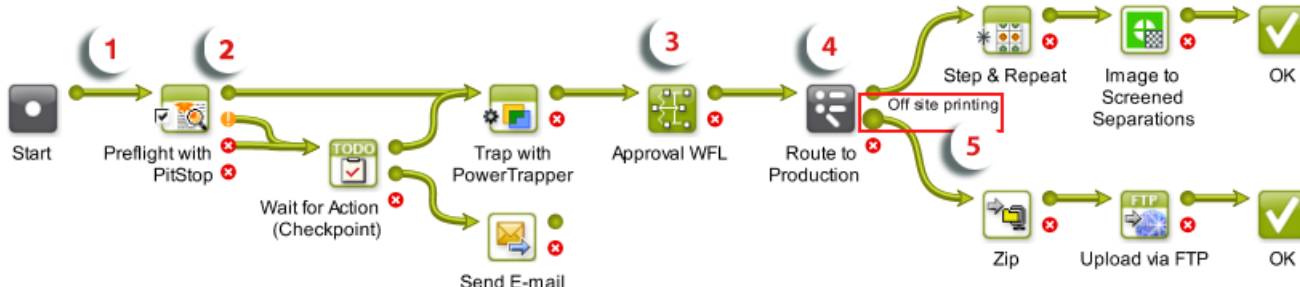 1
2
3
4
5
Start
Preflight with
PitStop
TODO
Wait for Action
(Checkpoint)
Send E-mail
Trap with
PowerTrapper
Approval WFL
Route to
Production
Off site printing
Step & Repeat
Image to
Screened
Separations
OK
Zip
FTP
Upload via FTP
OK